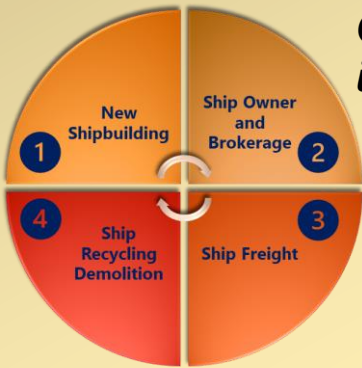 New
Shipbuilding
1
Ship Owner
and
Brokerage
2
4
Ship
Recycling
Demolition
Ship Freight
3